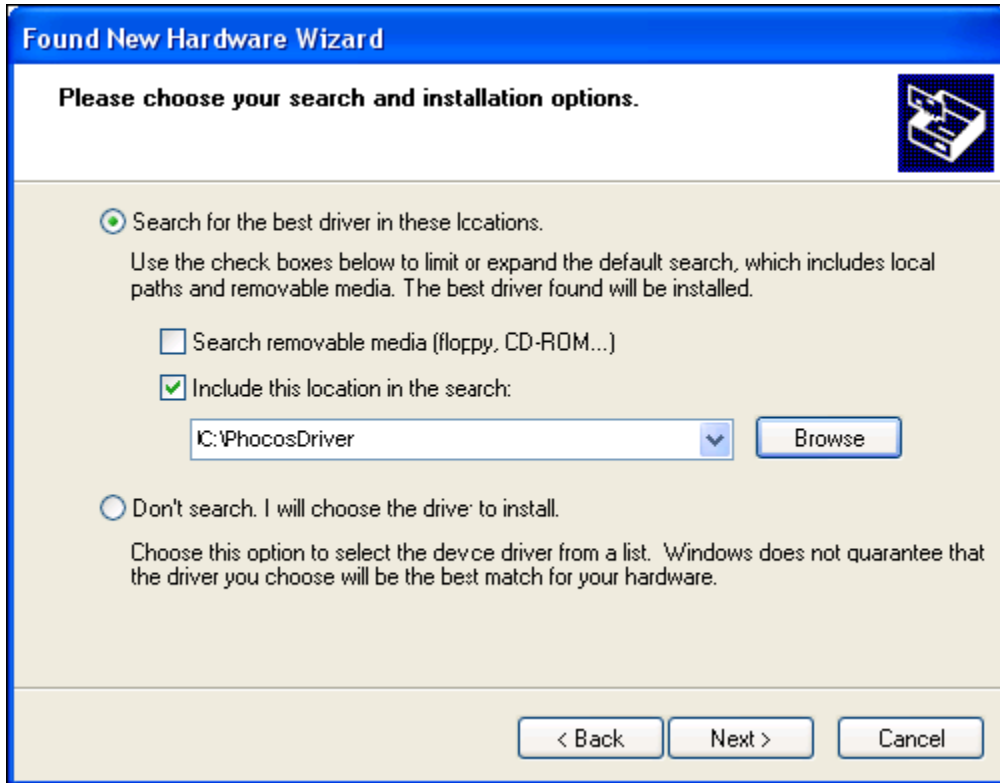 Found New Hardware Wizard
Please choose your search and installation options.
Search for the best driver in these locations.
Use the check boxes below to limit or expand the default search, which includes local
paths and removable media. The best driver found will be installed.
Search removable media (floppy, CD-ROM...)
Include this location in the search:
C:\PhocosDriver
Browse
Don't search. I will choose the driver to install.
Choose this option to select the device driver from a list.  Windows does not guarantee that
the driver you choose will be the best match for your hardware.
< Back
Next >
Cancel